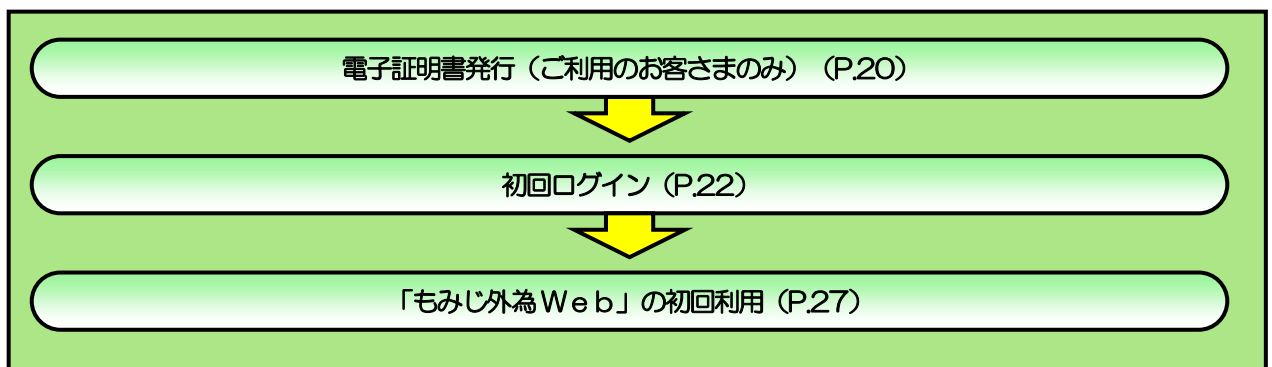 電子証明書発行（ご利用のお客さまのみ）（P.20）
初回ログイン（P.22）
「もみじ外為Ｗｅｂ」の初回利用（P.27）